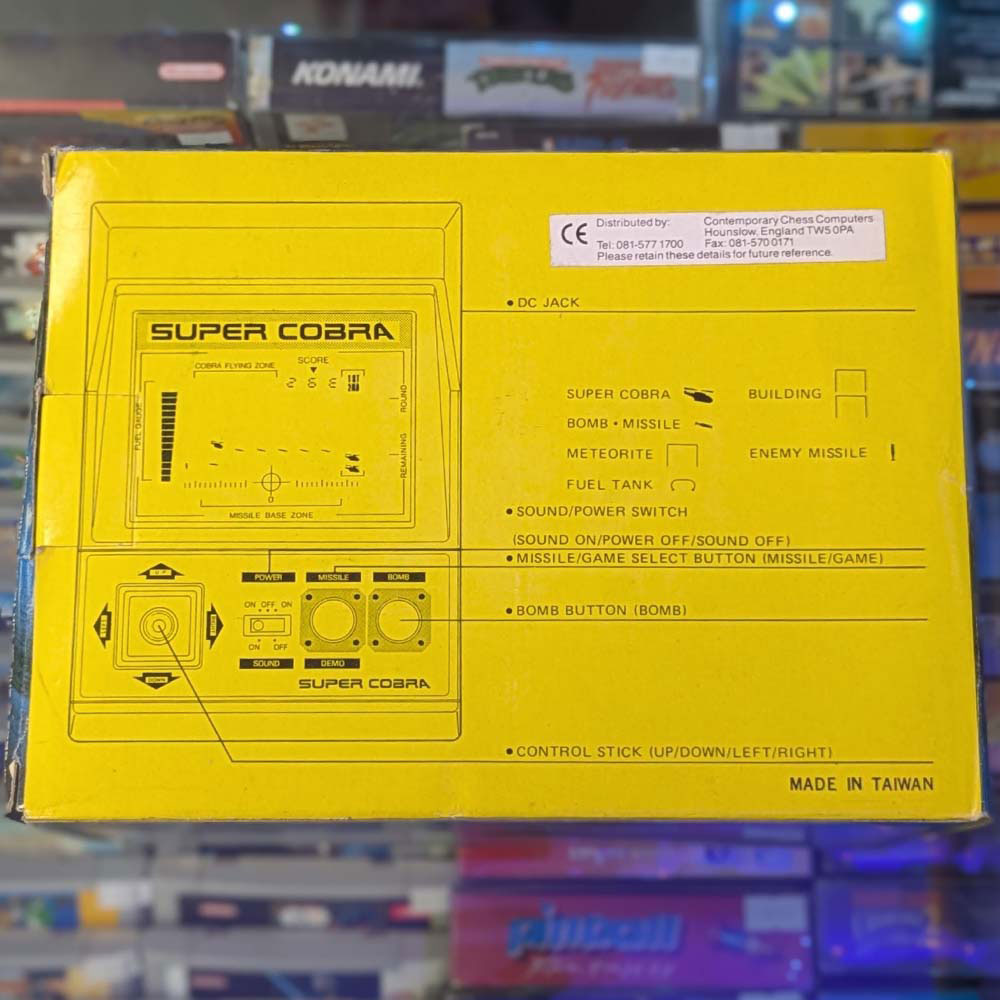 KONAMI
CE Distributed by: Contemporary Chess Computers
Hounslow, England TW5 0PA
Tel: 081-577 1700 Fax: 081-570 0171
Please retain these details for future reference.
• DC JACK
SUPER COBRA
COBRA FLYING ZONE
SCORE
FUEL GAUGE
ROUND
REMAINING
0
MISSILE BASE ZONE
SUPER COBRA
BUILDING
BOMB • MISSILE
METEORITE
ENEMY MISSILE
FUEL TANK
• SOUND/POWER SWITCH
(SOUND ON/POWER OFF/SOUND OFF)
• MISSILE/GAME SELECT BUTTON (MISSILE/GAME)
• BOMB BUTTON (BOMB)
UP
DOWN
POWER
MISSILE
BOMB
ON OFF ON
ON OFF
SOUND
DEMO
SUPER COBRA
• CONTROL STICK (UP/DOWN/LEFT/RIGHT)
MADE IN TAIWAN
pinball